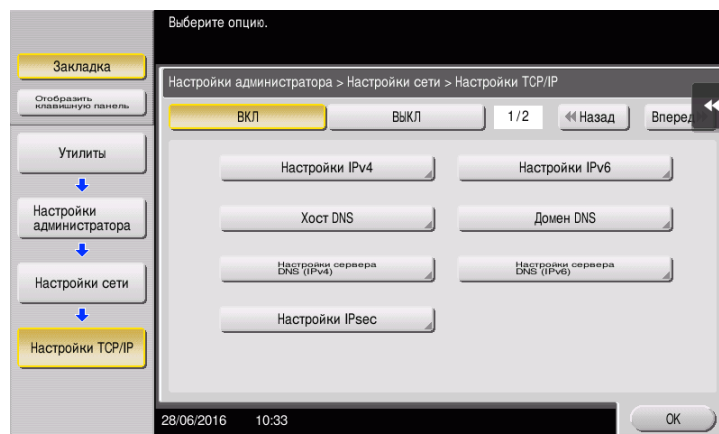 Выберите опцию.
Закладка
Отобразить
клавишную панель
Утилиты
Настройки
администратора
Настройки сети
Настройки TCP/IP
Настройки администратора > Настройки сети > Настройки TCP/IP
ВКЛ
ВЫКЛ
1/2
Назад
Вперед
Настройки IPv4
Настройки IPv6
Хост DNS
Домен DNS
Настройки сервера
DNS (IPv4)
Настройки сервера
DNS (IPv6)
Настройки IPsec
28/06/2016 10:33
OK